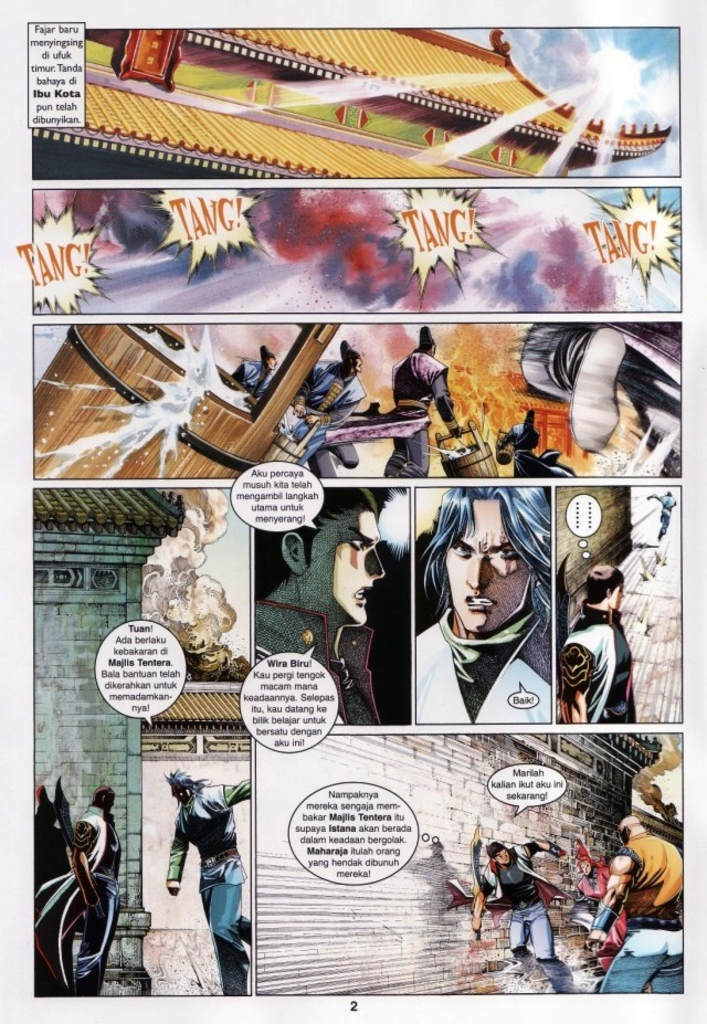 Fajar baru
menyingsing
di ufuk
timur. Tanda
bahaya di
Ibu Kota
pun telah
dibunyikan.
TANG!
TANG!
TANG!
TANG!
Aku percaya
musuh kita telah
mengambil langkah
utama untuk
menyerang!
Tuan!
Ada berlaku
kebakaran di
Majlis Tentera.
Bala bantuan telah
dikerahkan untuk
memadamkan-
nya!
Wira Biru!
Kau pergi tengok
macam mana
keadaannya. Selepas
itu, kau datang ke
bilik belajar untuk
bersatu dengan
aku ini!
Baik!
Nampaknya
mereka sengaja mem-
bakar Majlis Tentera itu
supaya Istana akan berada
dalam keadaan bergolak.
Maharaja itulah orang
yang hendak dibunuh
mereka!
Marilah
kalian ikut aku ini
sekarang!
2